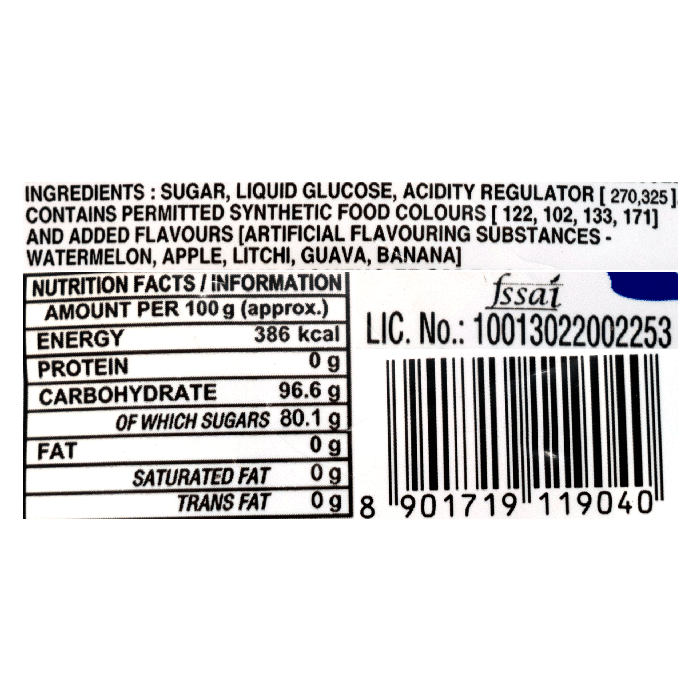 INGREDIENTS : SUGAR, LIQUID GLUCOSE, ACIDITY REGULATOR [ 270,325 ]
CONTAINS PERMITTED SYNTHETIC FOOD COLOURS [ 122, 102, 133, 171]
AND ADDED FLAVOURS [ARTIFICIAL FLAVOURING SUBSTANCES -
WATERMELON, APPLE, LITCHI, GUAVA, BANANA]
NUTRITION FACTS / INFORMATION
AMOUNT PER 100 g (approx.)
ENERGY 386 kcal
PROTEIN 0 g
CARBOHYDRATE 96.6 g
OF WHICH SUGARS 80.1 g
FAT 0 g
SATURATED FAT 0 g
TRANS FAT 0 g
fssai
LIC. No.: 10013022002253
8 901719 119040